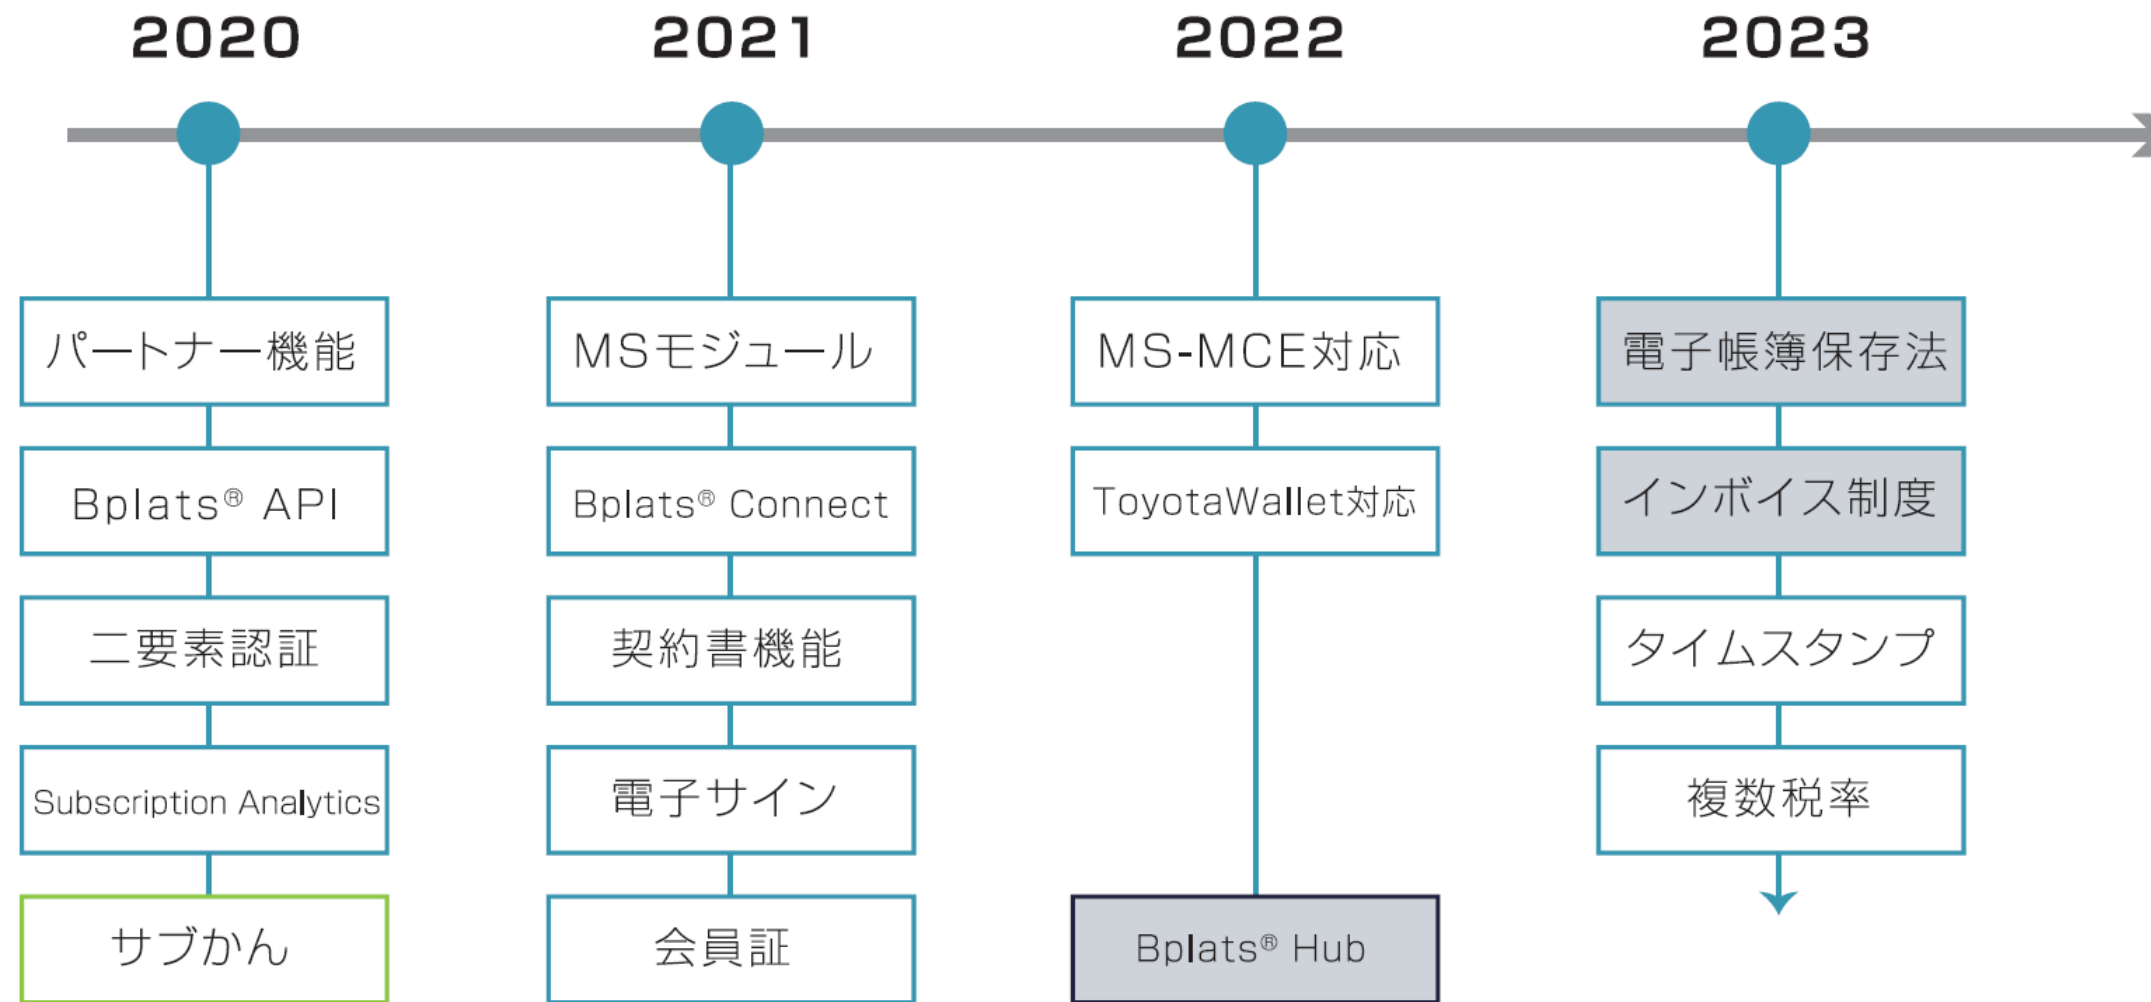 2020
2021
2022
2023
パートナー機能
MSモジュール
MS-MCE対応
電子帳簿保存法
Bplats® API
Bplats® Connect
ToyotaWallet対応
インボイス制度
二要素認証
契約書機能
タイムスタンプ
Subscription Analytics
電子サイン
複数税率
サブかん
会員証
Bplats® Hub